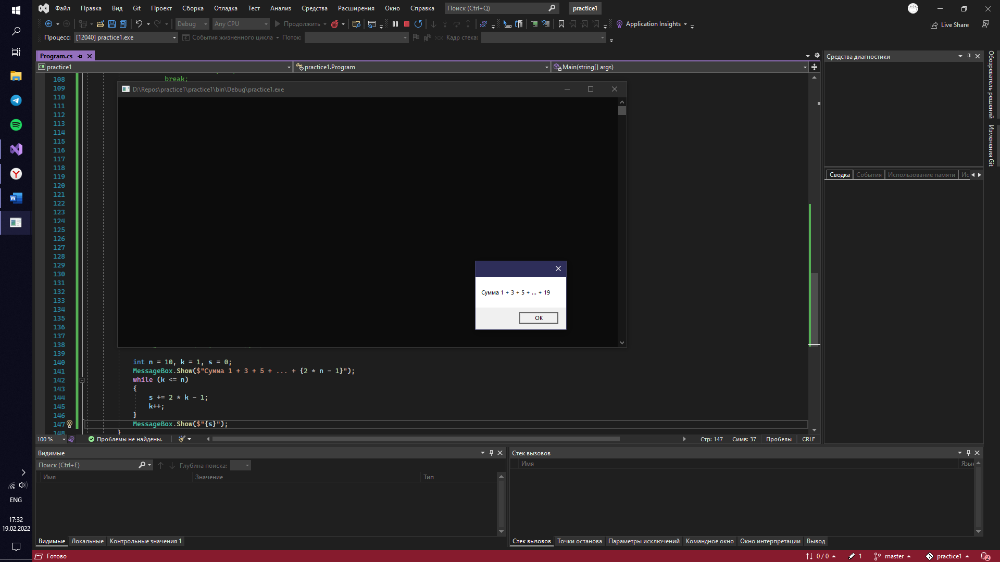 Файл Правка Вид Git Проект Сборка Отладка Тест Анализ Средства Расширения Окно Справка Поиск (Ctrl+Q) practice1
Debug Any CPU Продолжить Application Insights Live Share
Процесс: [12040] practice1.exe События жизненного цикла Поток: Кадр стека:
Program.cs
practice1 practice1.Program Main(string[] args)
Средства диагностики
Обозреватель решений
Изменения Git
Сводка События Использование памяти Ис
108 break;
D:\Repos\practice1\practice1\bin\Debug\practice1.exe
109
110
111
112
113
114
115
116
117
118
119
120
121
122
123
124
125
126
127
128
129
130
131
132
133
134
135
136
137
138
Сумма 1 + 3 + 5 + ... + 19
OK
139
140 int n = 10, k = 1, s = 0;
141 MessageBox.Show($"Сумма 1 + 3 + 5 + ... + {2 * n - 1}");
142 while (k <= n)
143 {
144 s += 2 * k - 1;
145 k++;
146 }
147 MessageBox.Show($"{s}");
148 }
100 % Проблемы не найдены. Стр: 147 Симв: 37 Пробелы CRLF
Видимые
Поиск (Ctrl+E) Глубина поиска:
Имя Значение Тип
Стек вызовов
Имя Язык
Видимые Локальные Контрольные значения 1
Стек вызовов Точки останова Параметры исключений Командное окно Окно интерпретации Вывод
Готово 0 / 0 1 master practice1 2
ENG
17:32
19.02.2022